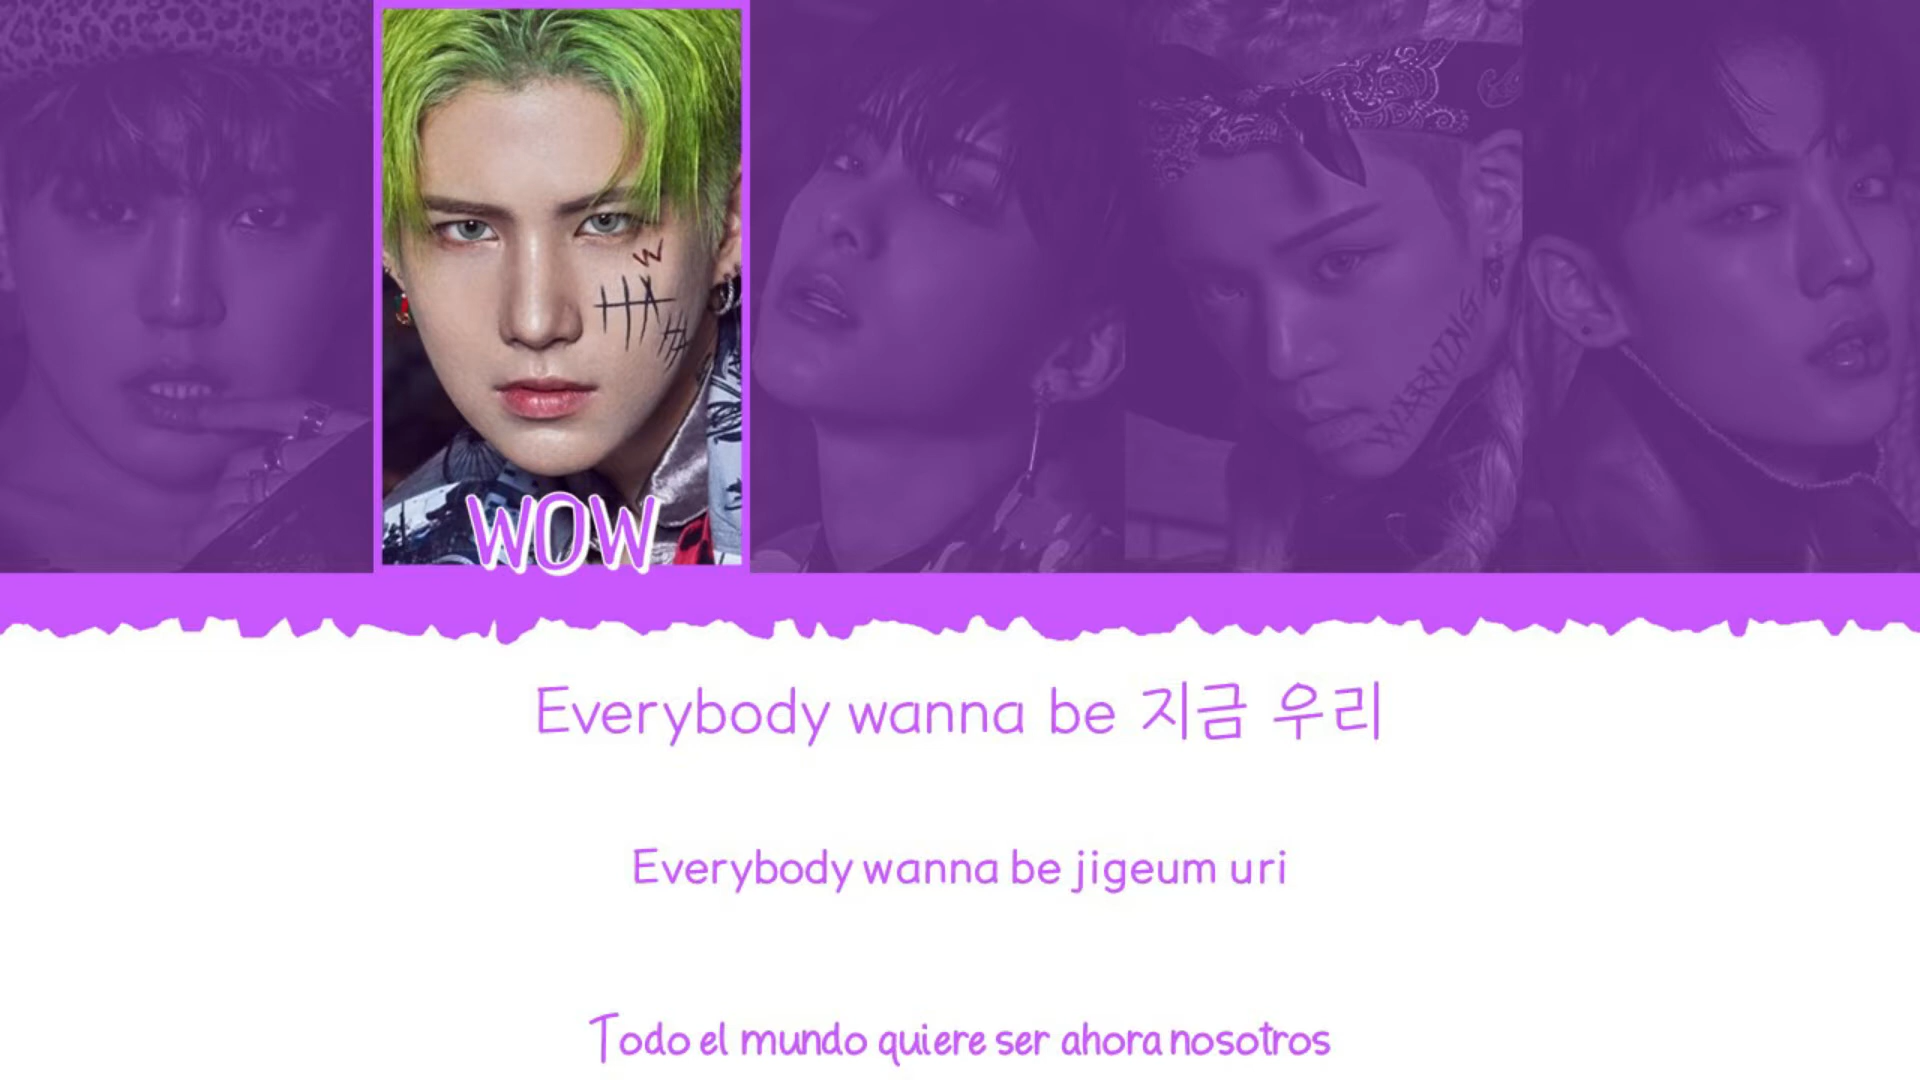 W
WARNING
WOW
Everybody wanna be 지금 우리
Everybody wanna be jigeum uri
Todo el mundo quiere ser ahora nosotros